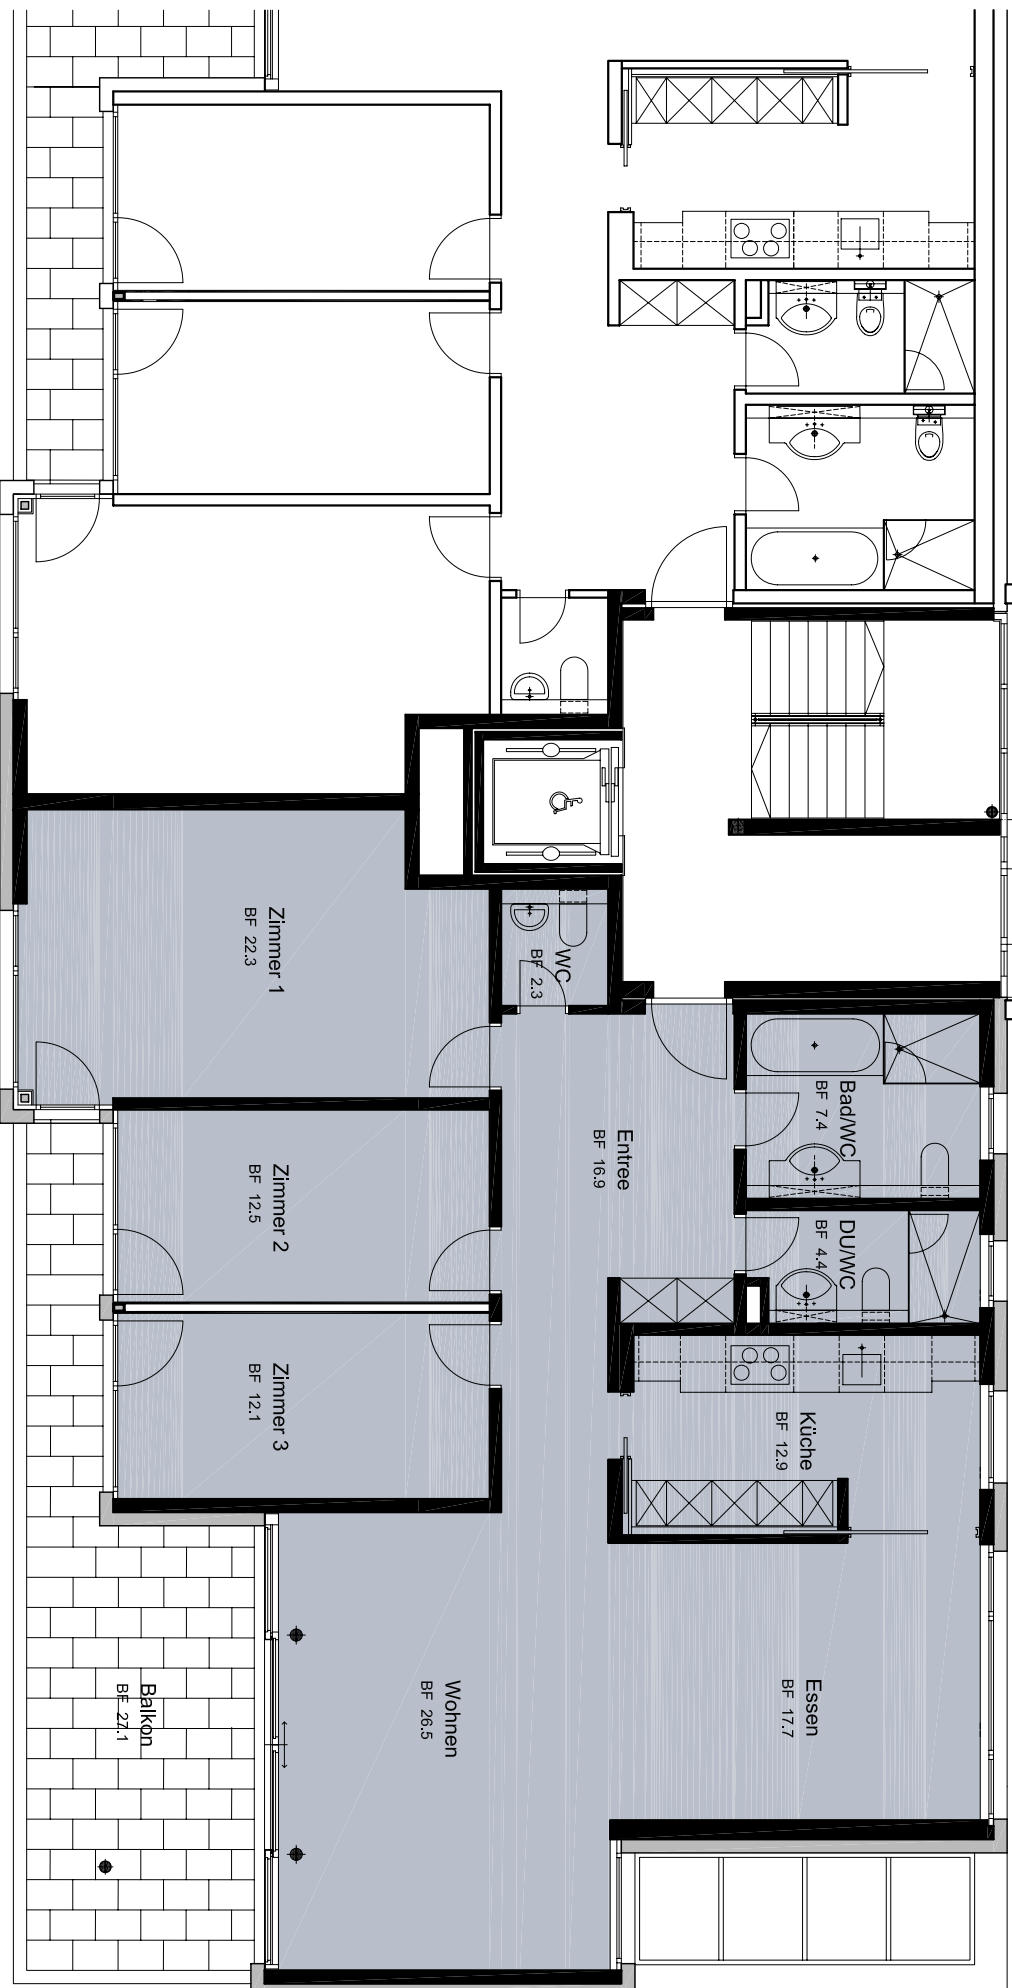 Zimmer 1
BF 22.3
WC
BF 2.3
Entree
BF 16.9
Bad/WC
BF 7.4
Zimmer 2
BF 12.5
DU/WC
BF 4.4
Zimmer 3
BF 12.1
Küche
BF 12.9
Balkon
BF 27.1
Wohnen
BF 26.5
Essen
BF 17.7